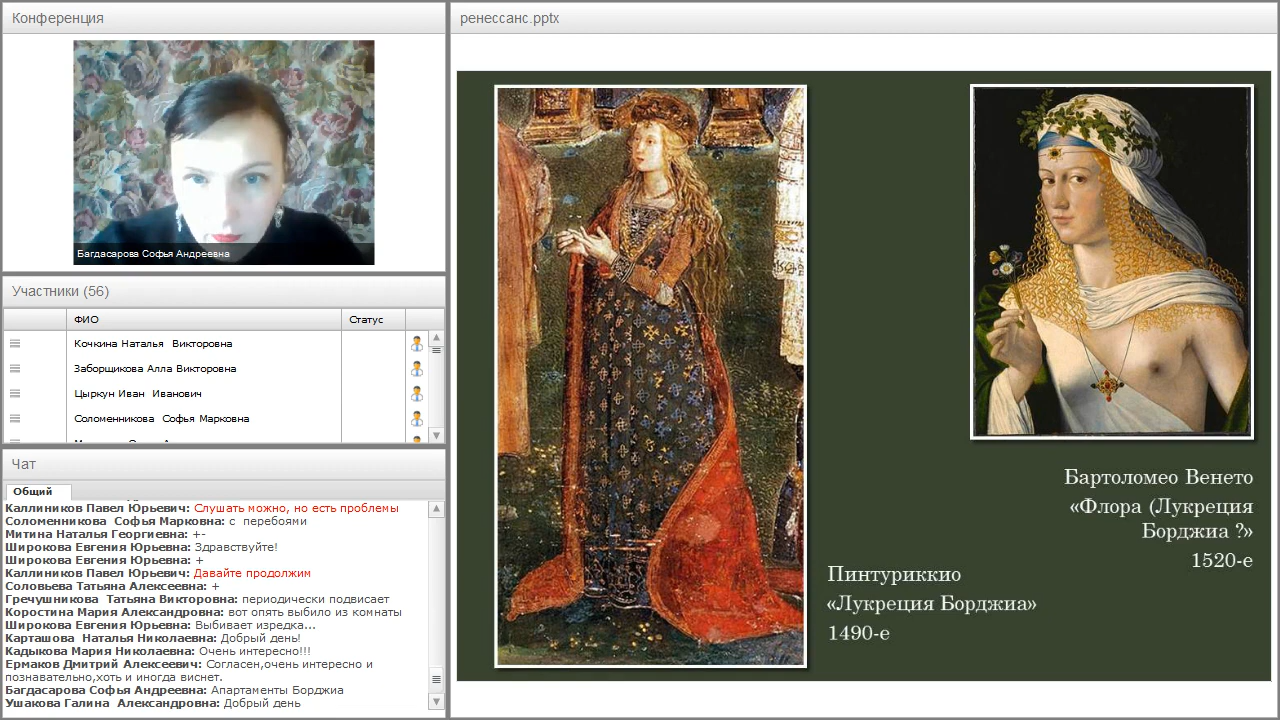 Конференция
Багдасарова Софья Андреевна
Участники (56)
ФИО
Статус
Кочкина Наталья Викторовна
Заборщикова Алла Викторовна
Цыркун Иван Иванович
Соломенникова Софья Марковна
Чат
Общий
Каллиников Павел Юрьевич: Слушать можно, но есть проблемы
Соломенникова Софья Марковна: с перебоями
Митина Наталья Георгиевна: +-
Широкова Евгения Юрьевна: Здравствуйте!
Широкова Евгения Юрьевна: +
Каллиников Павел Юрьевич: Давайте продолжим
Соловьева Татьяна Алексеевна: +
Гречушникова Татьяна Викторовна: периодически подвисает
Коростина Мария Александровна: вот опять выбило из комнаты
Широкова Евгения Юрьевна: Выбивает изредка...
Карташова Наталья Николаевна: Добрый день!
Кадыкова Мария Николаевна: Очень интересно!!!
Ермаков Дмитрий Алексеевич: Согласен,очень интересно и
познавательно,хоть и иногда виснет.
Багдасарова Софья Андреевна: Апартаменты Борджиа
Ушакова Галина Александровна: Добрый день
ренессанс.pptx
Бартоломео Венето
«Флора (Лукреция
Борджиа ?»
1520-е
Пинтуриккио
«Лукреция Борджиа»
1490-е